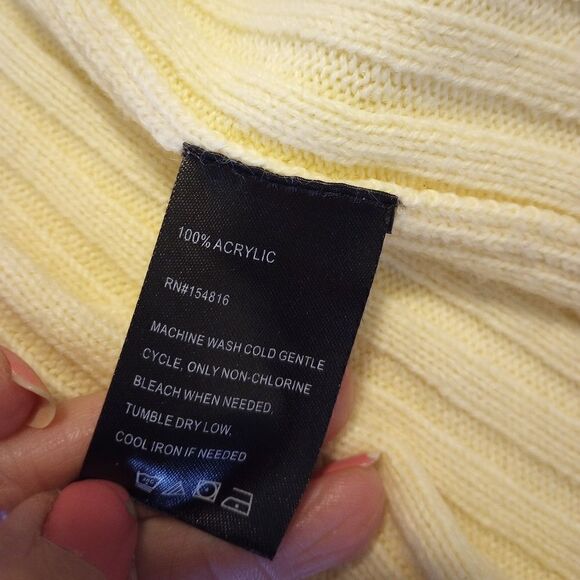 100% ACRYLIC
RN#154816
MACHINE WASH COLD GENTLE
CYCLE, ONLY NON-CHLORINE
BLEACH WHEN NEEDED,
TUMBLE DRY LOW,
COOL IRON IF NEEDED